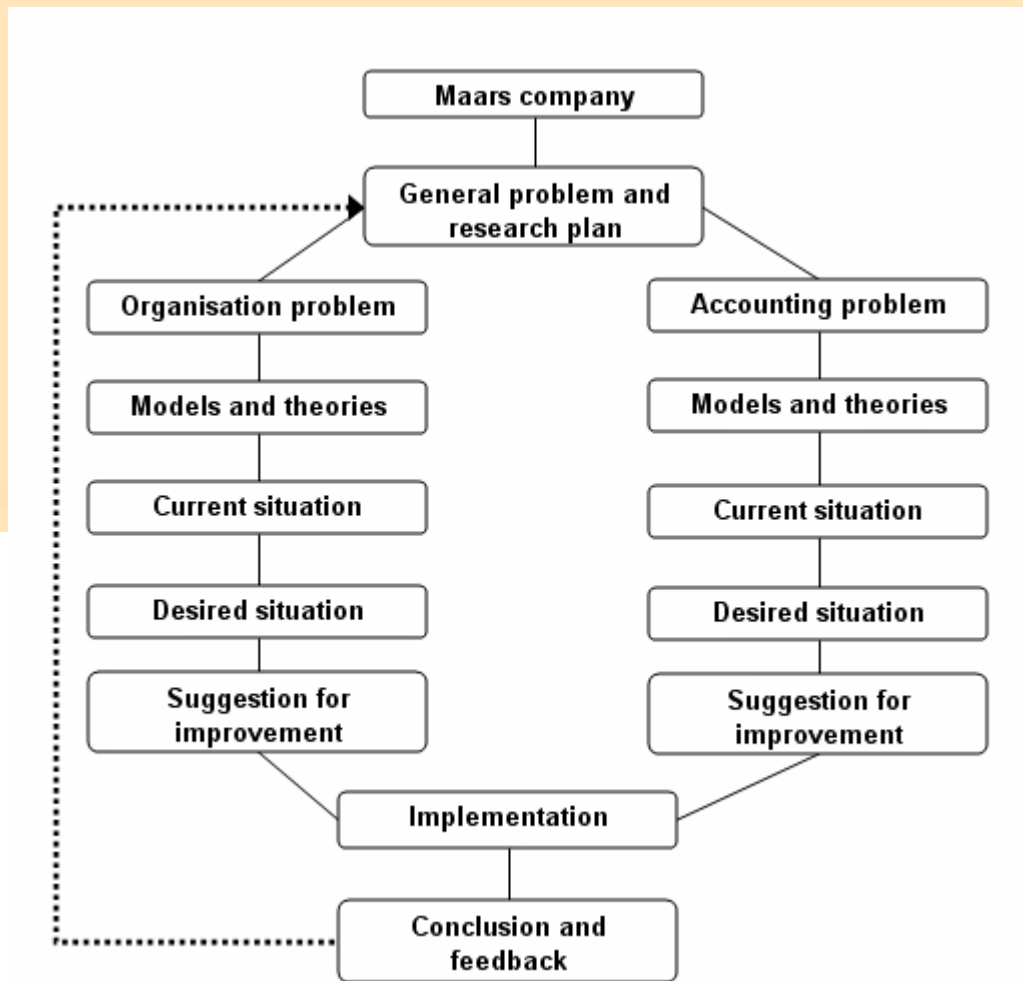 Maars company
General problem and
research plan
Organisation problem
Models and theories
Current situation
Desired situation
Suggestion for
improvement
Accounting problem
Models and theories
Current situation
Desired situation
Suggestion for
improvement
Implementation
Conclusion and
feedback